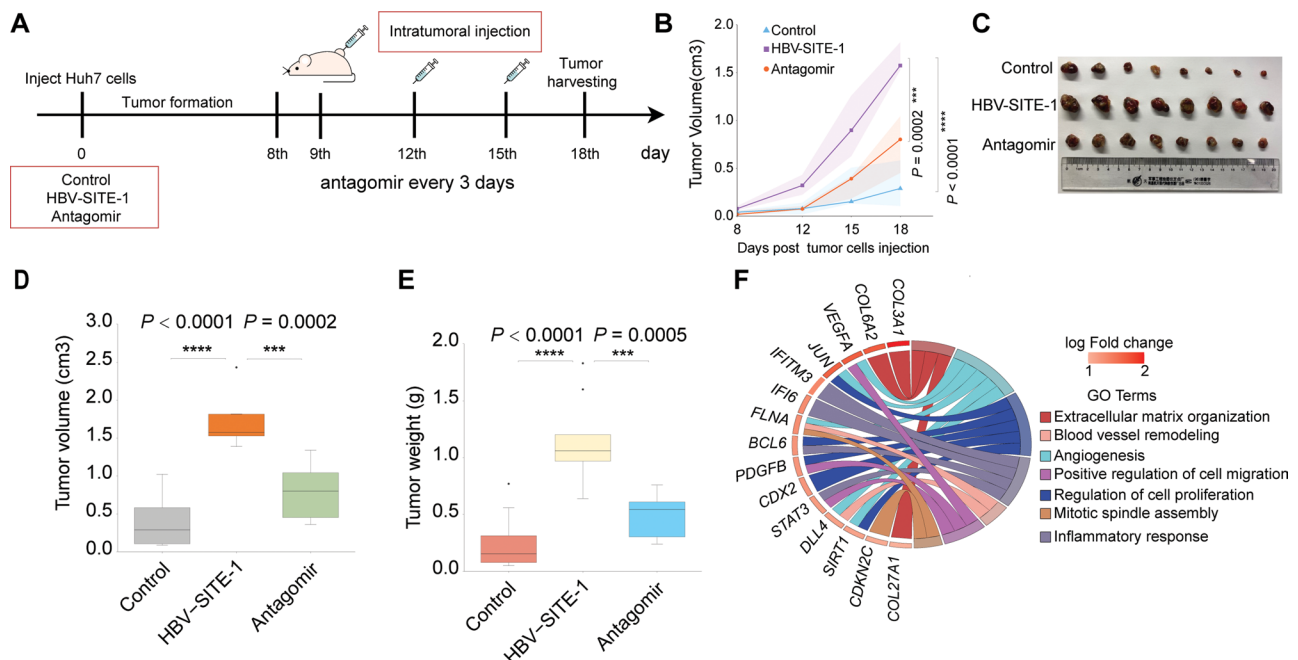 A
Inject Huh7 cells
Tumor formation
Intratumoral injection
Tumor
harvesting
0
8th
9th
12th
15th
18th
day
Control
HBV-SITE-1
Antagomir
antagomir every 3 days
B
Tumor Volume(cm3)
2.0
1.5
1.0
0.5
0.0
8
12
15
18
Days post tumor cells injection
Control
HBV-SITE-1
Antagomir
P = 0.0002 ***
P < 0.0001 ****
C
Control
HBV-SITE-1
Antagomir
D
P < 0.0001 P = 0.0002
**** ***
Tumor volume (cm3)
3.0
2.5
2.0
1.5
1.0
0.5
0.0
Control
HBV−SITE-1
Antagomir
E
P < 0.0001 P = 0.0005
**** ***
Tumor weight (g)
2.0
1.5
1.0
0.5
0.0
Control
HBV−SITE-1
Antagomir
F
COL3A1
COL6A2
VEGFA
JUN
IFITM3
IFI6
FLNA
BCL6
PDGFB
CDX2
STAT3
DLL4
SIRT1
CDKN2C
COL27A1
log Fold change
1 2
GO Terms
Extracellular matrix organization
Blood vessel remodeling
Angiogenesis
Positive regulation of cell migration
Regulation of cell proliferation
Mitotic spindle assembly
Inflammatory response